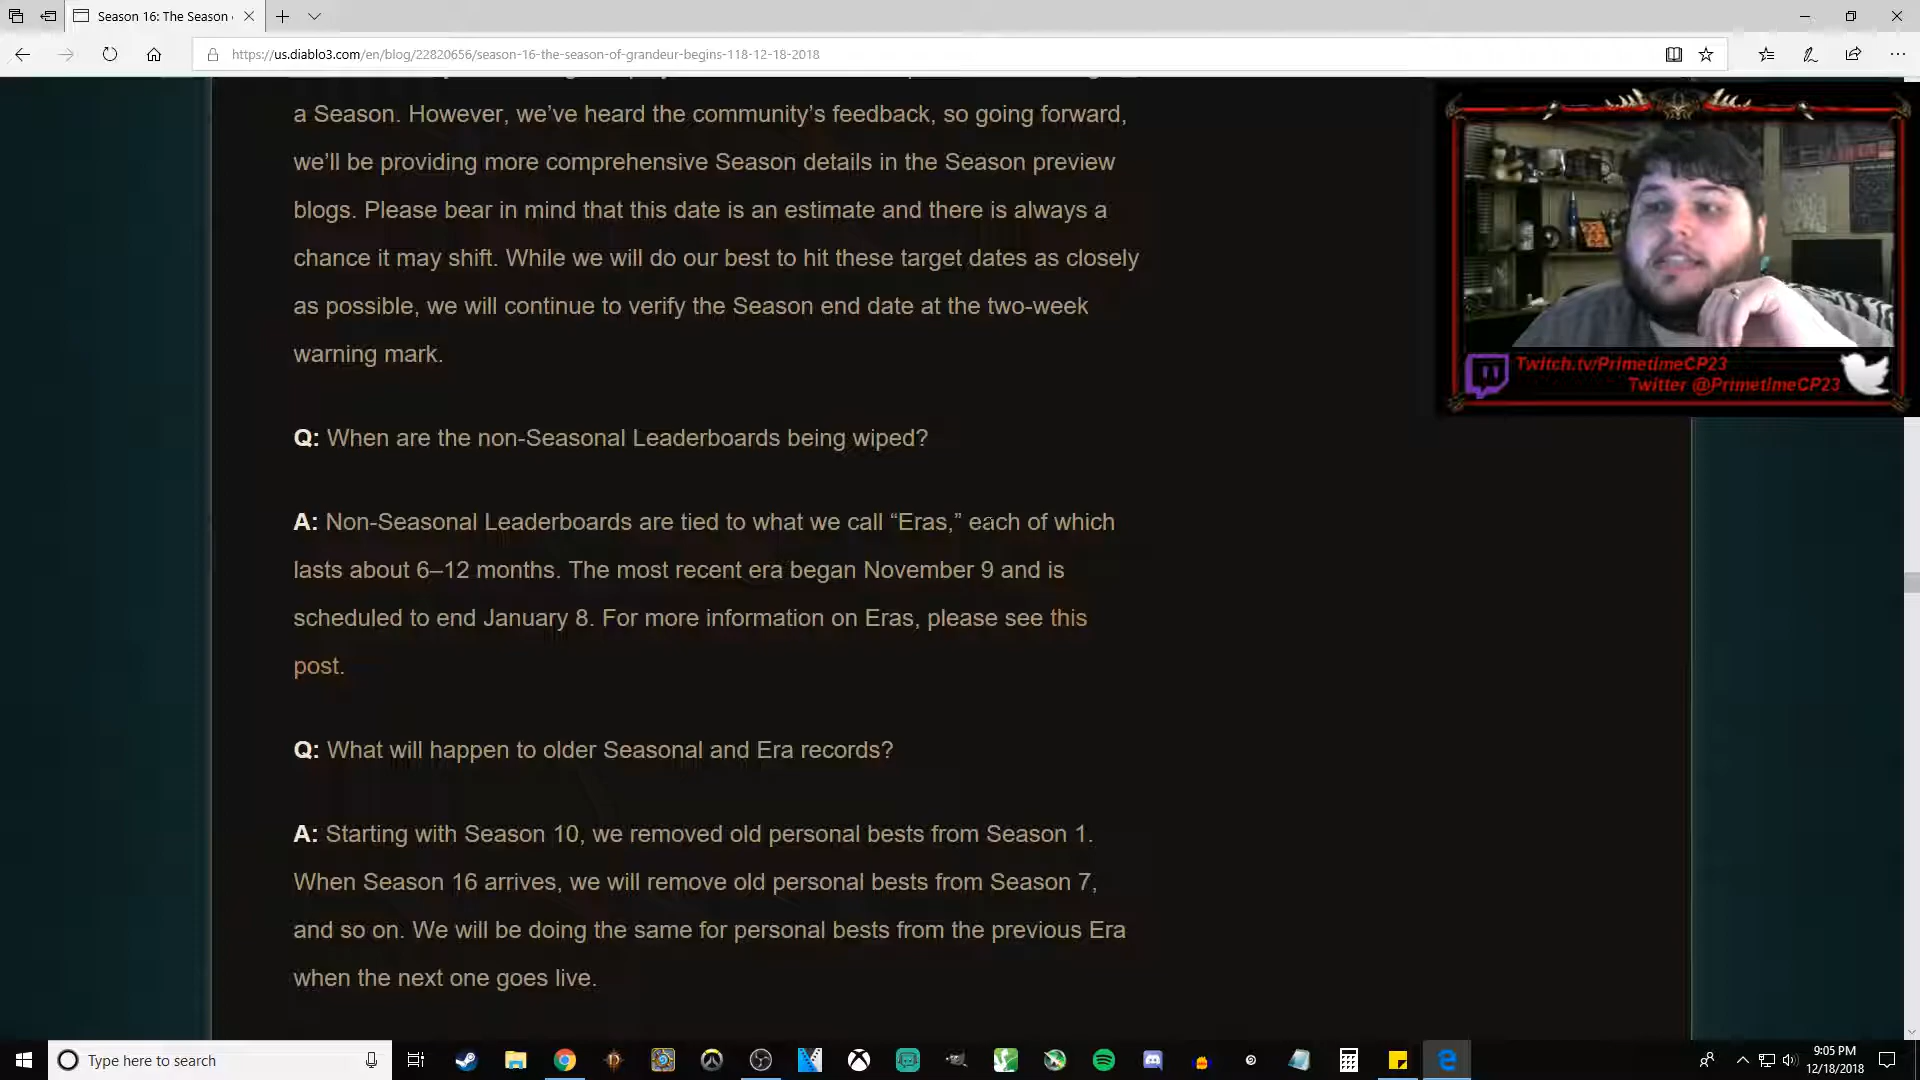 Season 16: The Season
https://us.diablo3.com/en/blog/22820656/season-16-the-season-of-grandeur-begins-118-12-18-2018
a Season. However, we’ve heard the community’s feedback, so going forward,
we’ll be providing more comprehensive Season details in the Season preview
blogs. Please bear in mind that this date is an estimate and there is always a
chance it may shift. While we will do our best to hit these target dates as closely
as possible, we will continue to verify the Season end date at the two-week
warning mark.
Q: When are the non-Seasonal Leaderboards being wiped?
A: Non-Seasonal Leaderboards are tied to what we call “Eras,” each of which
lasts about 6–12 months. The most recent era began November 9 and is
scheduled to end January 8. For more information on Eras, please see this
post.
Q: What will happen to older Seasonal and Era records?
A: Starting with Season 10, we removed old personal bests from Season 1.
When Season 16 arrives, we will remove old personal bests from Season 7,
and so on. We will be doing the same for personal bests from the previous Era
when the next one goes live.
Twitch.tv/PrimetimeCP23
Twitter @PrimetimeCP23
Type here to search
9:05 PM
12/18/2018